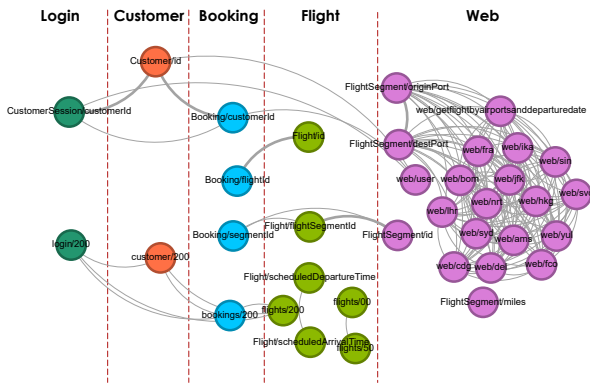 Login Customer Booking Flight Web
Customer/id
FlightSegment/originPort
CustomerSession/customerId
web/getflightbyairportsanddeparturedate
Booking/customerId
Flight/id
FlightSegment/destPort
web/fra
web/ika
web/sin
Booking/flightId
web/user
web/bom
web/jfk
web/svo
web/nrt
web/hkg
web/lhr
Flight/flightSegmentId
Booking/segmentId
FlightSegment/id
web/syd
web/ams
web/yul
login/200
customer/200
web/cdg
web/del
web/fco
Flight/scheduledDepartureTime
flights/200
flights/00
FlightSegment/miles
bookings/200
Flight/scheduledArrivalTime
flights/50